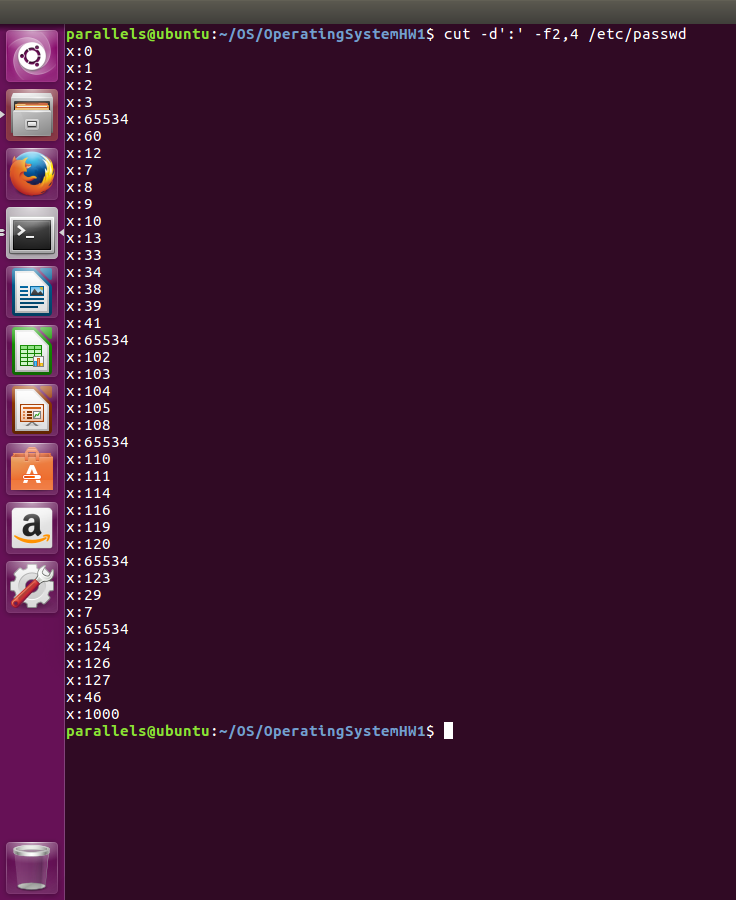 parallels@ubuntu:~/OS/OperatingSystemHW1$ cut -d':' -f2,4 /etc/passwd
x:0
x:1
x:2
x:3
x:65534
x:60
x:12
x:7
x:8
x:9
x:10
x:13
x:33
x:34
x:38
x:39
x:41
x:65534
x:102
x:103
x:104
x:105
x:108
x:65534
x:110
x:111
x:114
x:116
x:119
x:120
x:65534
x:123
x:29
x:7
x:65534
x:124
x:126
x:127
x:46
x:1000
parallels@ubuntu:~/OS/OperatingSystemHW1$